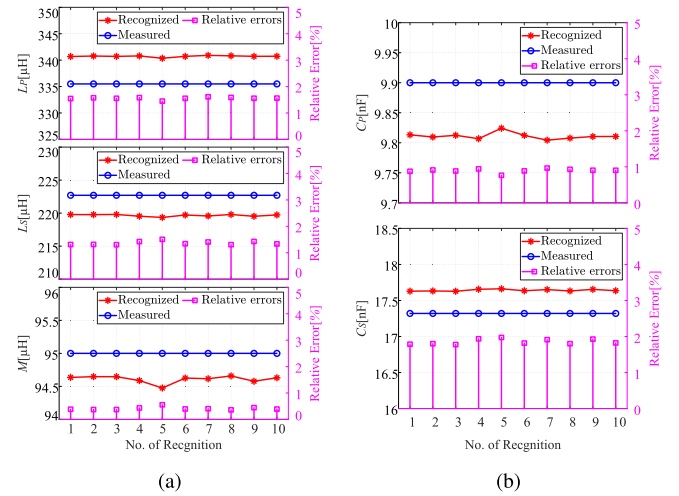 350
345
340
335
330
325
LP[μH]
Recognized
Relative errors
Measured
5
4
3
2
1
0
Relative Error[%]
230
225
220
215
210
LS[μH]
Recognized
Relative errors
Measured
5
4
3
2
1
0
Relative Error[%]
96
95.5
95
94.5
94
M[μH]
Recognized
Relative errors
Measured
5
4
3
2
1
0
Relative Error[%]
1 2 3 4 5 6 7 8 9 10
No. of Recgnition
(a)
10
9.95
9.9
9.85
9.8
9.75
9.7
CP[nF]
Recognized
Measured
Relative errors
5
4
3
2
1
0
Relative Error[%]
18.5
18
17.5
17
16.5
16
CS[nF]
Recognized
Measured
Relative errors
5
4
3
2
1
0
Relative Error[%]
1 2 3 4 5 6 7 8 9 10
No. of Recgnition
(b)